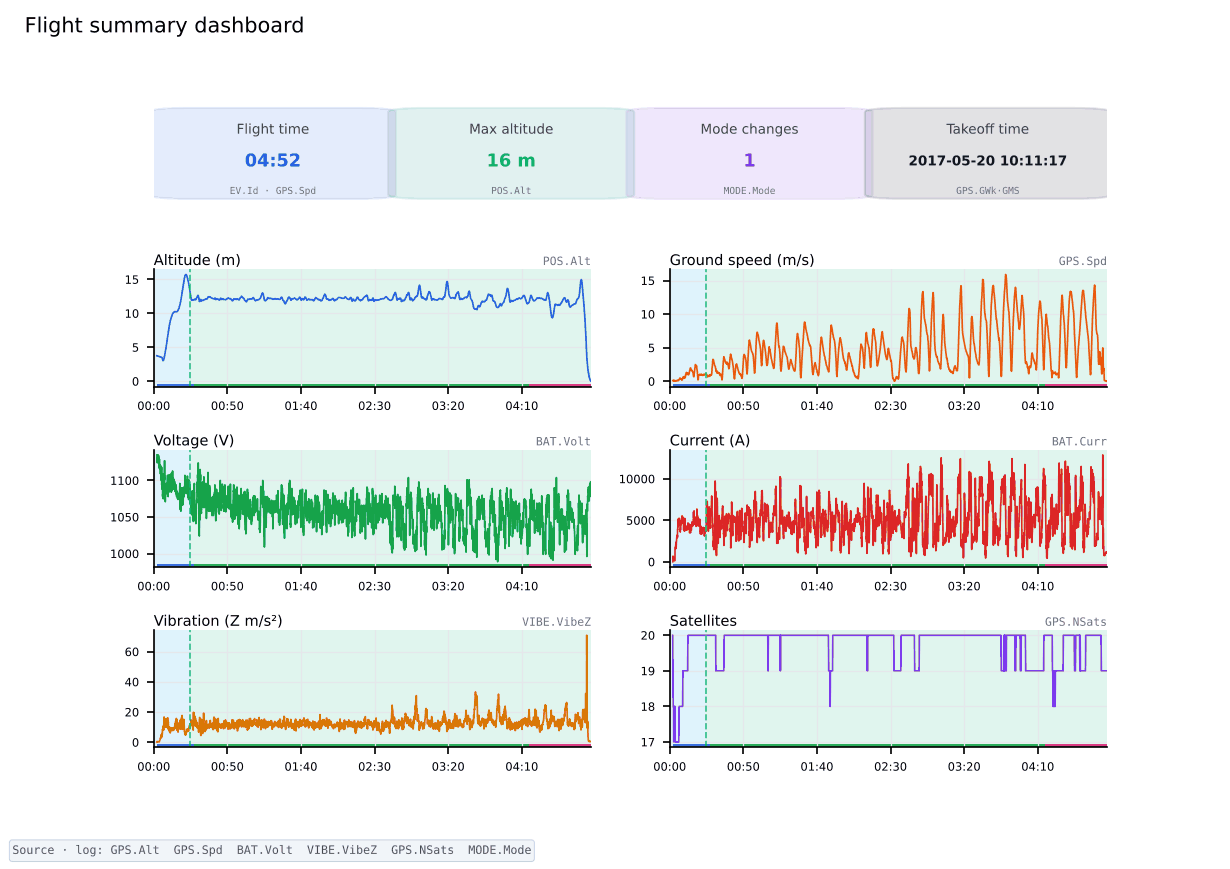 Flight summary dashboard
Flight time
04:52
EV.Id · GPS.Spd
Max altitude
16 m
POS.Alt
Mode changes
1
MODE.Mode
Takeoff time
2017-05-20 10:11:17
GPS.GWk·GMS
Altitude (m) POS.Alt
15
10
5
0
00:00 00:50 01:40 02:30 03:20 04:10
Ground speed (m/s) GPS.Spd
15
10
5
0
00:00 00:50 01:40 02:30 03:20 04:10
Voltage (V) BAT.Volt
1100
1050
1000
00:00 00:50 01:40 02:30 03:20 04:10
Current (A) BAT.Curr
10000
5000
0
00:00 00:50 01:40 02:30 03:20 04:10
Vibration (Z m/s²) VIBE.VibeZ
60
40
20
0
00:00 00:50 01:40 02:30 03:20 04:10
Satellites GPS.NSats
20
19
18
17
00:00 00:50 01:40 02:30 03:20 04:10
Source · log: GPS.Alt GPS.Spd BAT.Volt VIBE.VibeZ GPS.NSats MODE.Mode